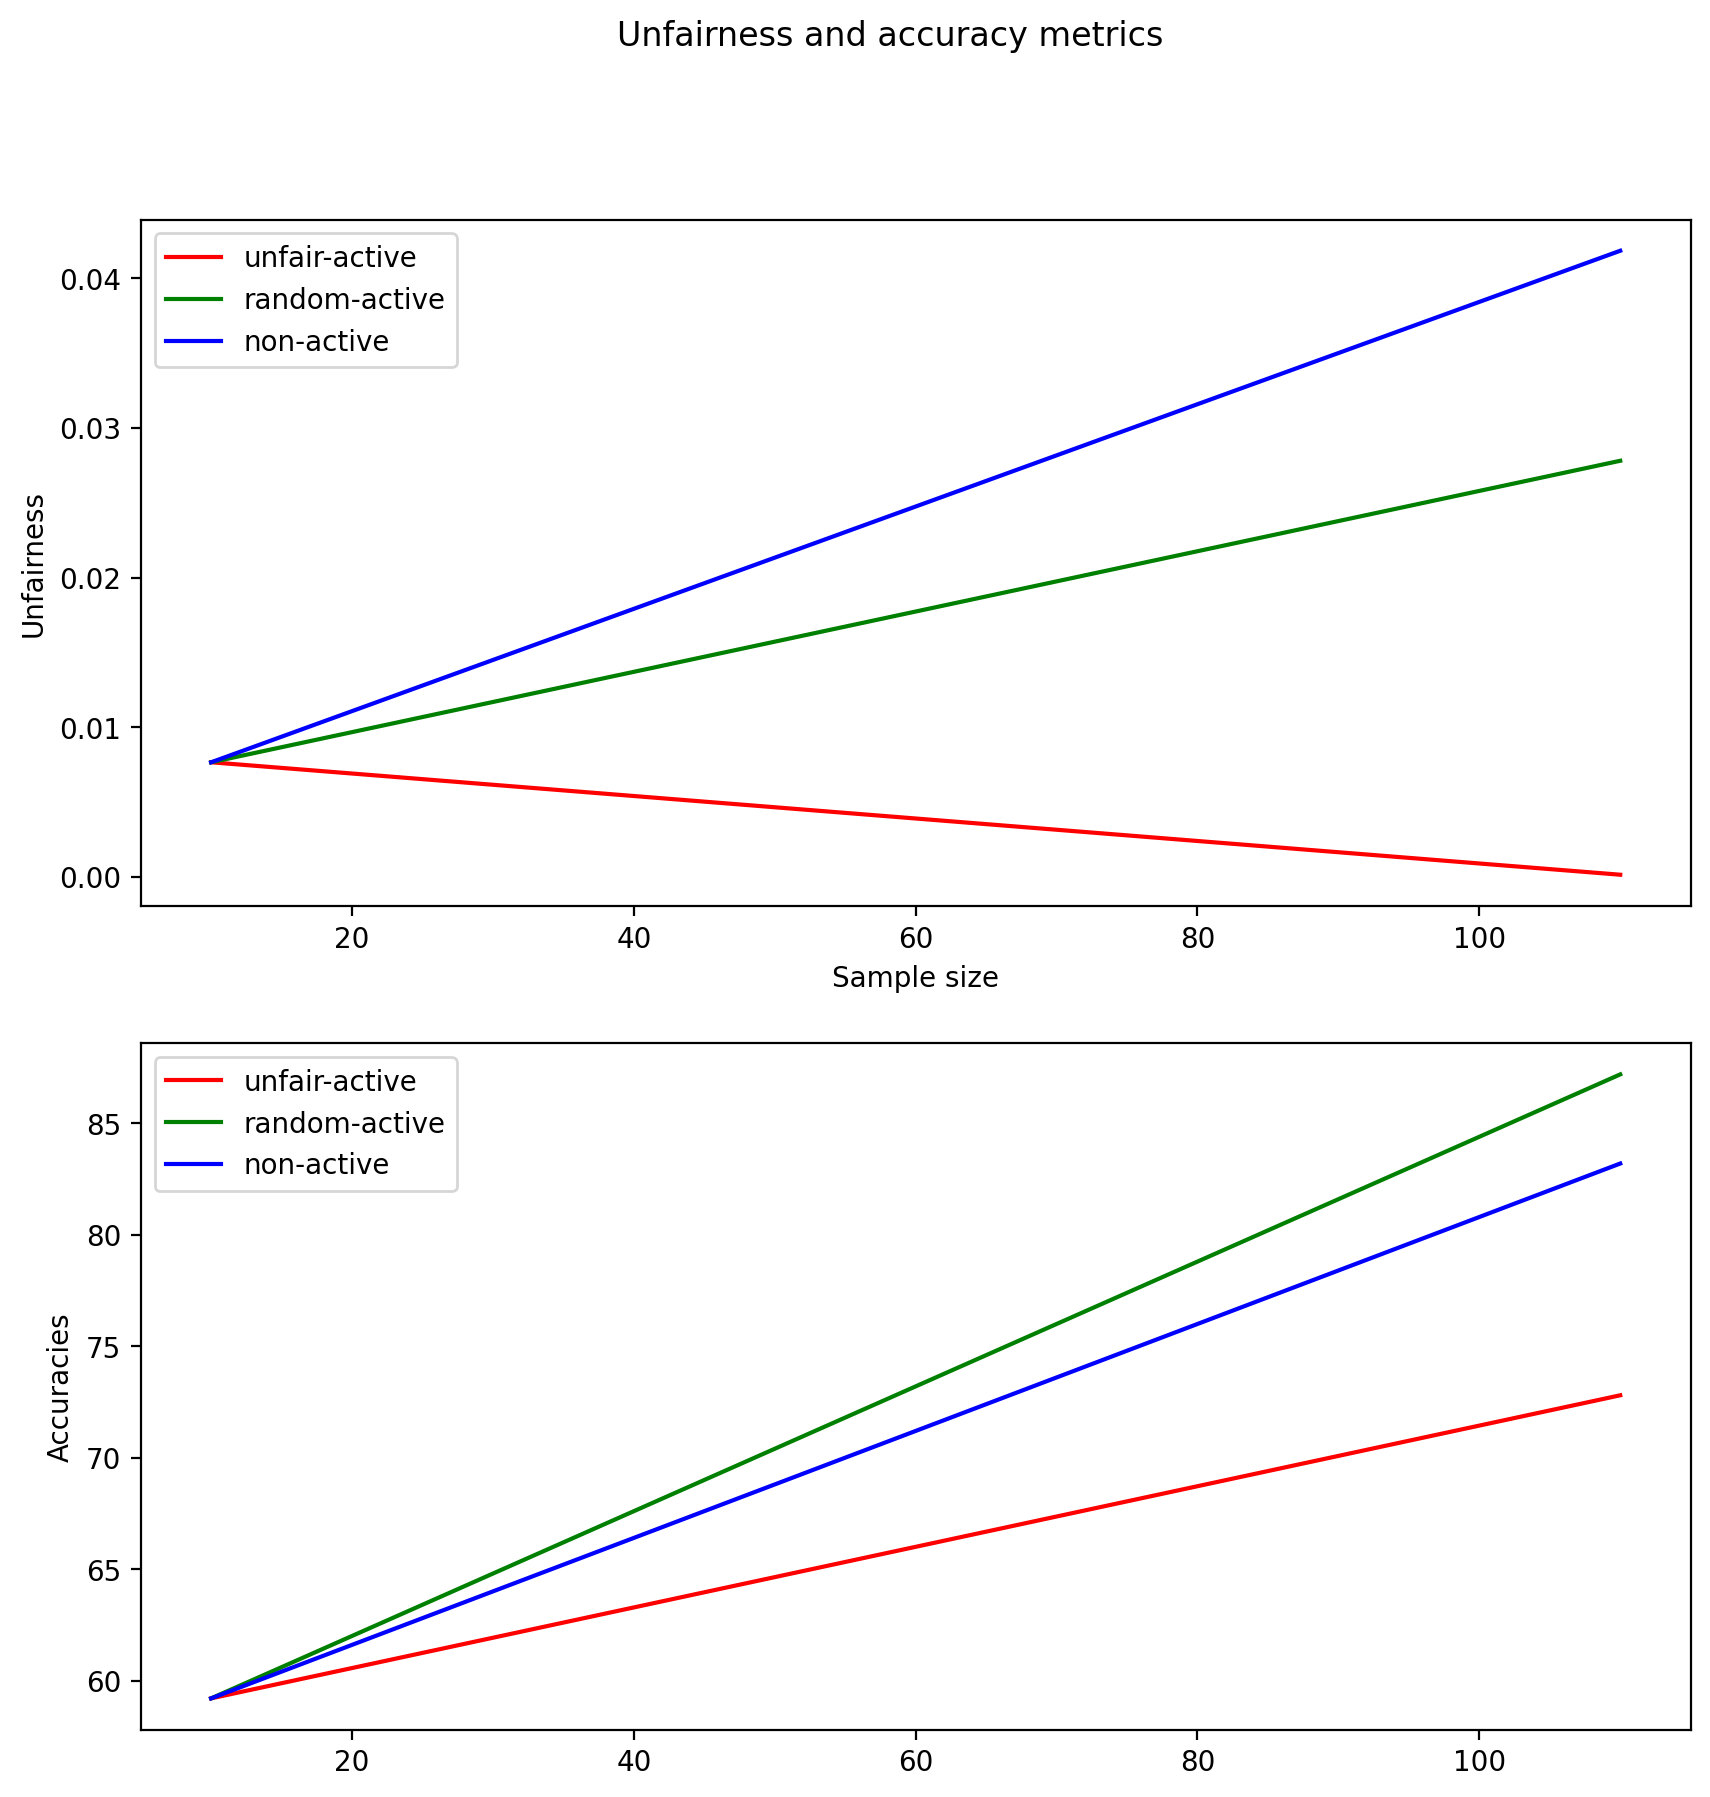 Unfairness and accuracy metrics
unfair-active
random-active
non-active
0.04
0.03
0.02
0.01
0.00
Unfairness
20 40 60 80 100
Sample size
unfair-active
random-active
non-active
85
80
75
70
65
60
Accuracies
20 40 60 80 100